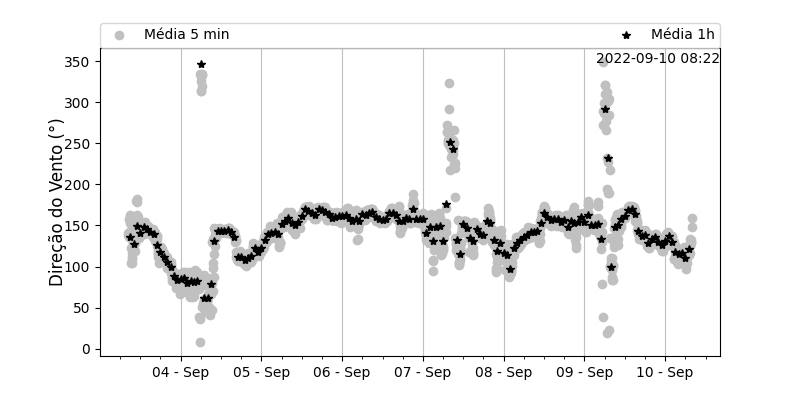 Média 5 min
Média 1h
2022-09-10 08:22
Direção do Vento (°)
350
300
250
200
150
100
50
0
04 - Sep
05 - Sep
06 - Sep
07 - Sep
08 - Sep
09 - Sep
10 - Sep